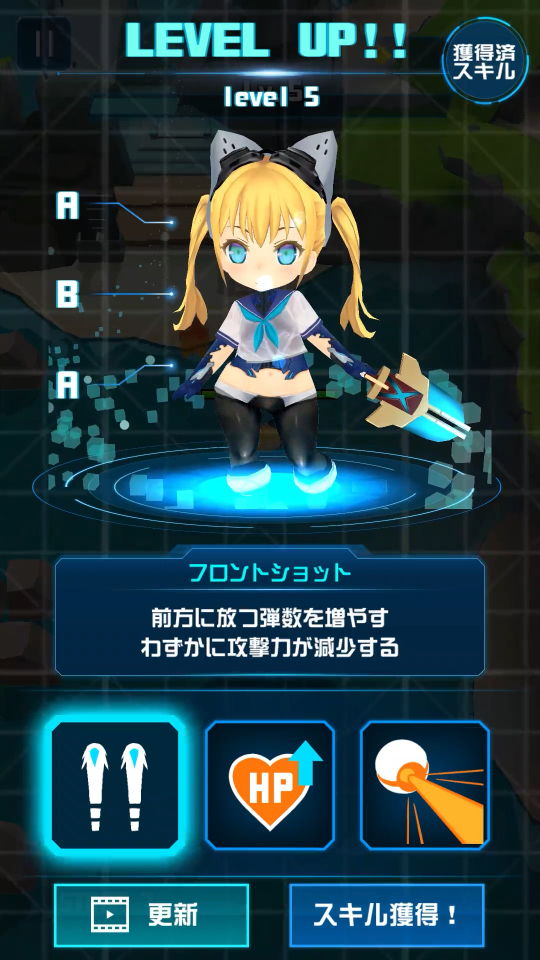 LEVEL UP!!
獲得済
スキル
level 5
A
B
A
フロントショット
前方に放つ弾数を増やす
わずかに攻撃力が減少する
HP
更新
スキル獲得！